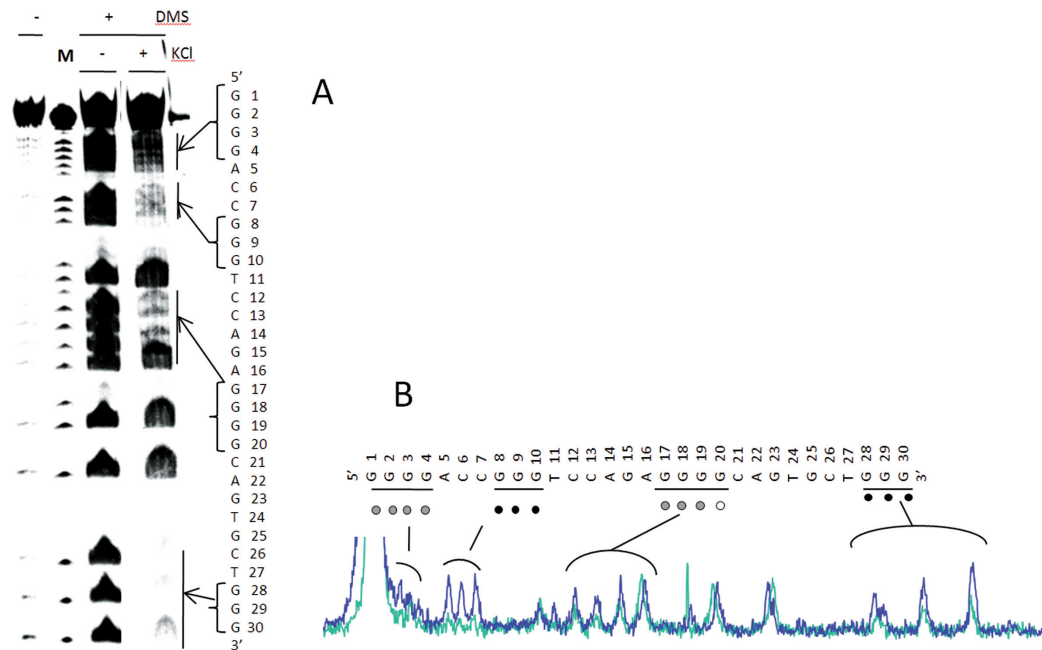 - + DMS
M - + KCl
5’
G 1
G 2
G 3
G 4
A 5
C 6
C 7
G 8
G 9
G 10
T 11
C 12
C 13
A 14
G 15
A 16
G 17
G 18
G 19
G 20
C 21
A 22
G 23
T 24
G 25
C 26
T 27
G 28
G 29
G 30
3’
A
B
5’ G 1 G 2 G 3 G 4 A 5 C 6 C 7 G 8 G 9 G 10 T 11 C 12 C 13 A 14 G 15 A 16 G 17 G 18 G 19 G 20 C 21 A 22 G 23 T 24 G 25 C 26 T 27 G 28 G 29 G 30 3’